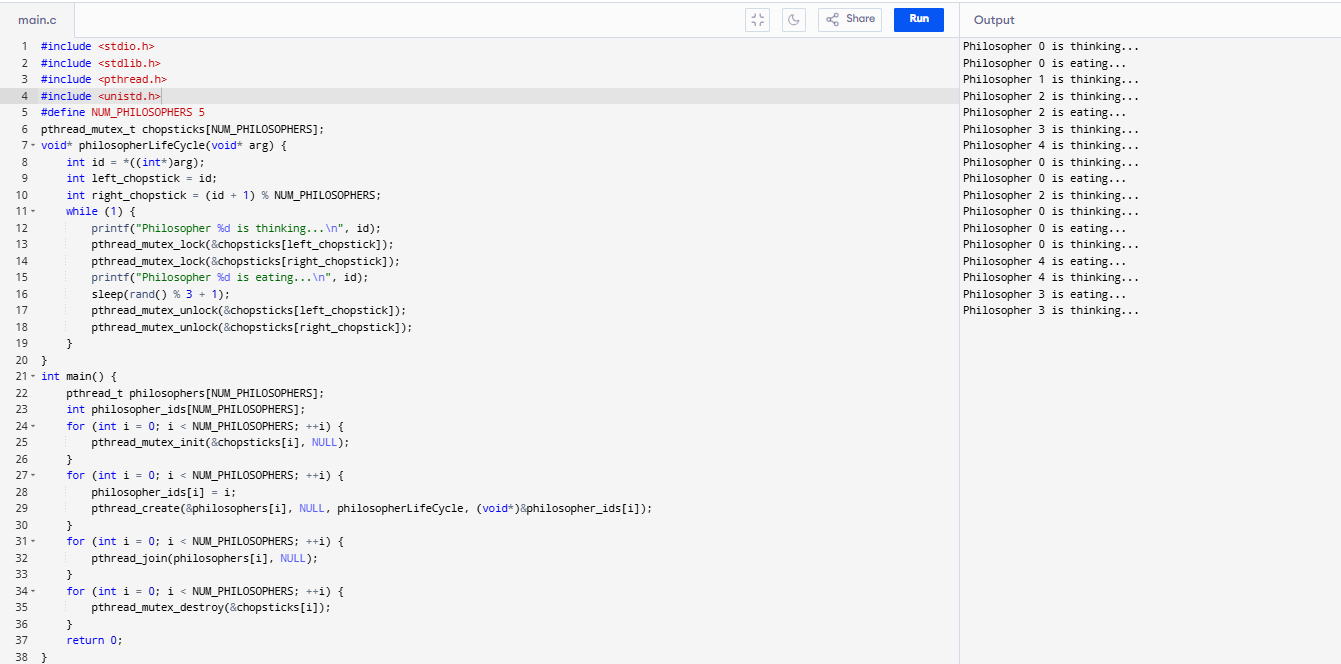 main.c
Share
Run
Output
1 #include <stdio.h>
2 #include <stdlib.h>
3 #include <pthread.h>
4 #include <unistd.h>
5 #define NUM_PHILOSOPHERS 5
6 pthread_mutex_t chopsticks[NUM_PHILOSOPHERS];
7 void* philosopherLifeCycle(void* arg) {
8 int id = *((int*)arg);
9 int left_chopstick = id;
10 int right_chopstick = (id + 1) % NUM_PHILOSOPHERS;
11 while (1) {
12 printf("Philosopher %d is thinking...\n", id);
13 pthread_mutex_lock(&chopsticks[left_chopstick]);
14 pthread_mutex_lock(&chopsticks[right_chopstick]);
15 printf("Philosopher %d is eating...\n", id);
16 sleep(rand() % 3 + 1);
17 pthread_mutex_unlock(&chopsticks[left_chopstick]);
18 pthread_mutex_unlock(&chopsticks[right_chopstick]);
19 }
20 }
21 int main() {
22 pthread_t philosophers[NUM_PHILOSOPHERS];
23 int philosopher_ids[NUM_PHILOSOPHERS];
24 for (int i = 0; i < NUM_PHILOSOPHERS; ++i) {
25 pthread_mutex_init(&chopsticks[i], NULL);
26 }
27 for (int i = 0; i < NUM_PHILOSOPHERS; ++i) {
28 philosopher_ids[i] = i;
29 pthread_create(&philosophers[i], NULL, philosopherLifeCycle, (void*)&philosopher_ids[i]);
30 }
31 for (int i = 0; i < NUM_PHILOSOPHERS; ++i) {
32 pthread_join(philosophers[i], NULL);
33 }
34 for (int i = 0; i < NUM_PHILOSOPHERS; ++i) {
35 pthread_mutex_destroy(&chopsticks[i]);
36 }
37 return 0;
38 }
Philosopher 0 is thinking...
Philosopher 0 is eating...
Philosopher 1 is thinking...
Philosopher 2 is thinking...
Philosopher 2 is eating...
Philosopher 3 is thinking...
Philosopher 4 is thinking...
Philosopher 0 is thinking...
Philosopher 0 is eating...
Philosopher 2 is thinking...
Philosopher 0 is thinking...
Philosopher 0 is eating...
Philosopher 0 is thinking...
Philosopher 4 is eating...
Philosopher 4 is thinking...
Philosopher 3 is eating...
Philosopher 3 is thinking...